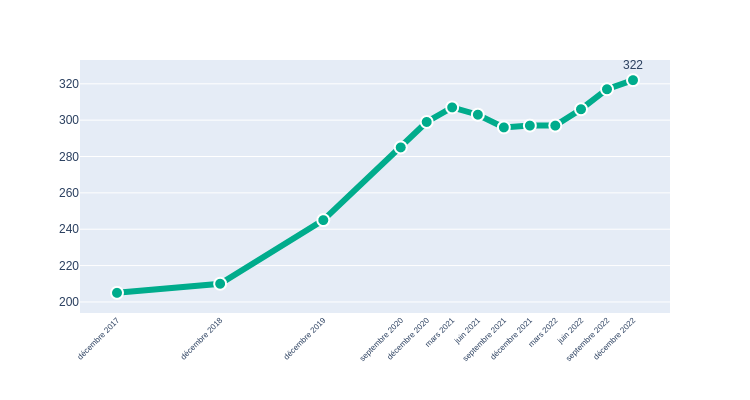 322
320
300
280
260
240
220
200
décembre 2017
décembre 2018
décembre 2019
septembre 2020
décembre 2020
mars 2021
juin 2021
septembre 2021
décembre 2021
mars 2022
juin 2022
septembre 2022
décembre 2022